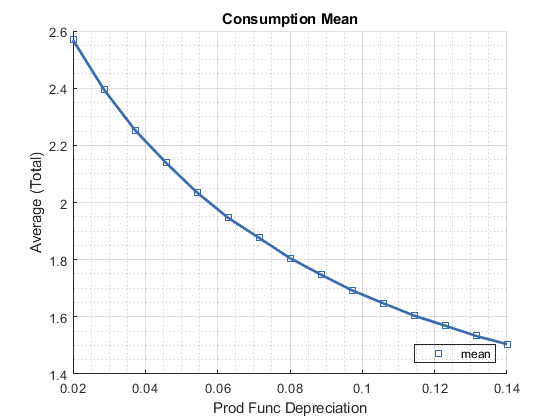 Consumption Mean
2.6
2.4
2.2
2
1.8
1.6
1.4
Average (Total)
mean
0.02 0.04 0.06 0.08 0.1 0.12 0.14
Prod Func Depreciation